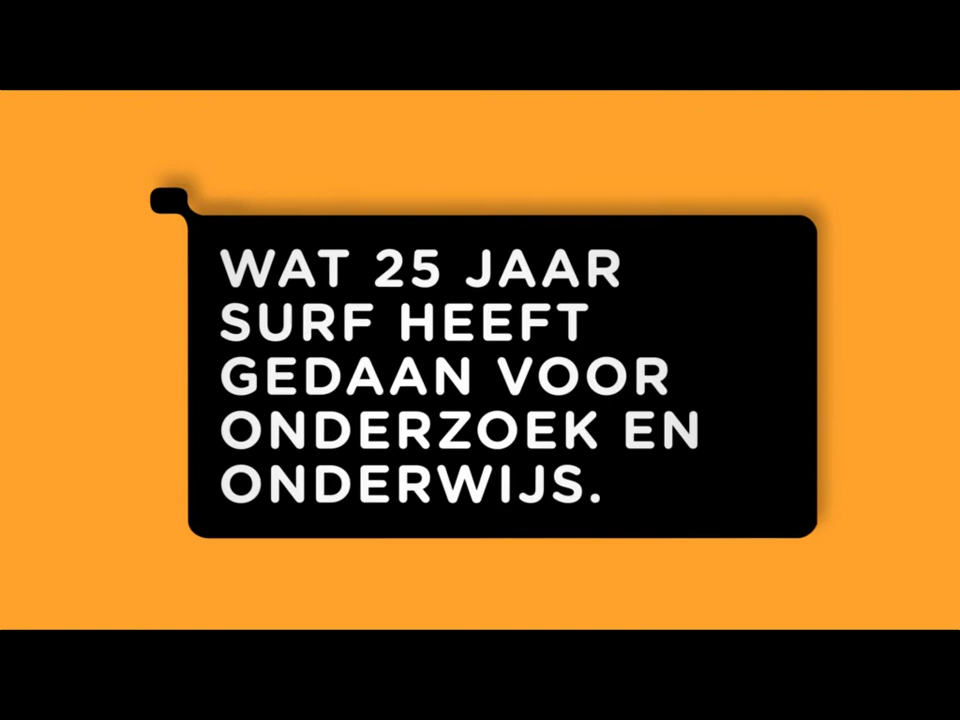 WAT 25 JAAR
SURF HEEFT
GEDAAN VOOR
ONDERZOEK EN
ONDERWIJS.